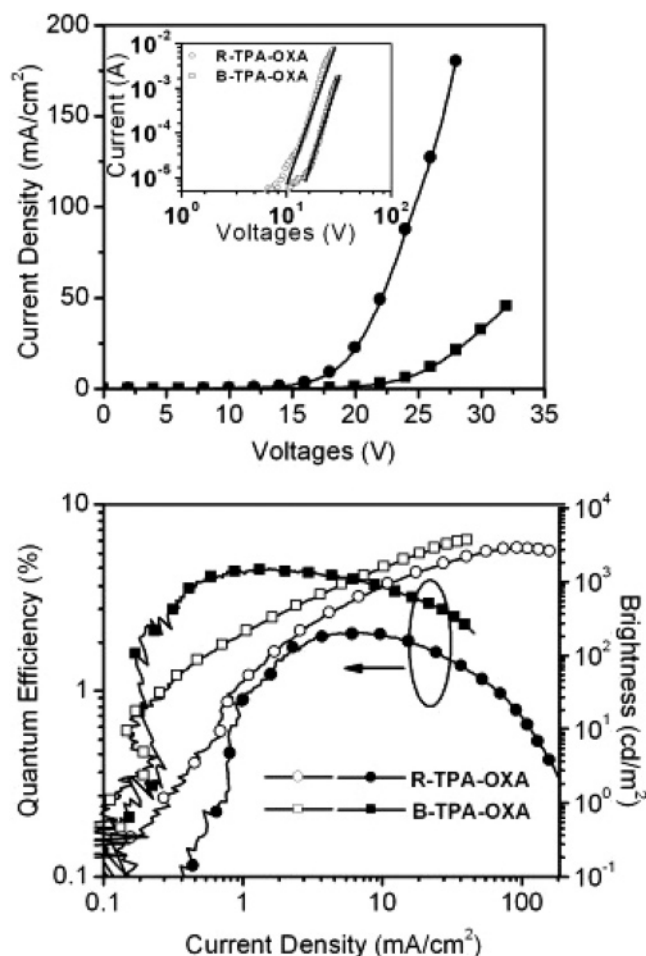 200
150
100
50
0
Current Density (mA/cm²)
0 5 10 15 20 25 30 35
Voltages (V)
10⁻²
10⁻³
10⁻⁴
10⁻⁵
Current (A)
R-TPA-OXA
B-TPA-OXA
10⁰ 10¹ 10²
Voltages (V)
10
1
0.1
Quantum Efficiency (%)
10⁴
10³
10²
10¹
10⁰
10⁻¹
Brightness (cd/m²)
R-TPA-OXA
B-TPA-OXA
0.1 1 10 100
Current Density (mA/cm²)